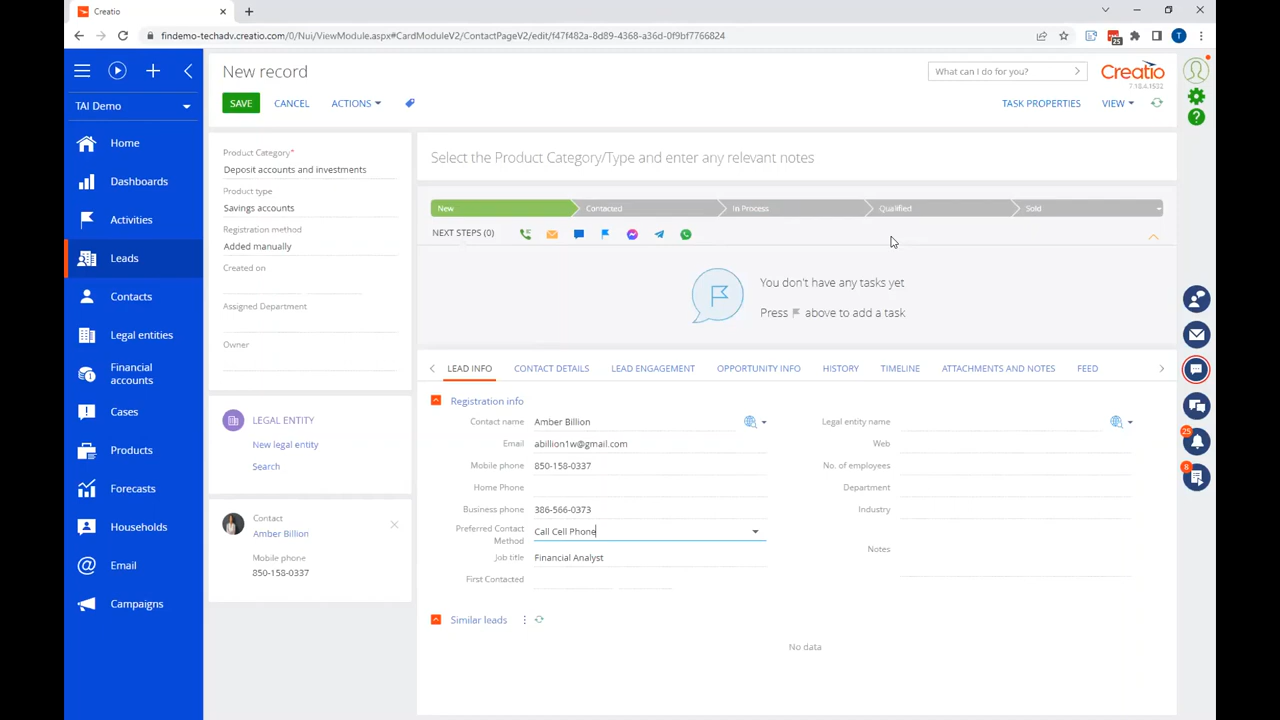 Creatio
findemo-techadv.creatio.com/0/Nui/ViewModule.aspx#CardModuleV2/ContactPageV2/edit/f47f482a-8d89-4368-a36d-0f9bf7766824
25
T
New record
What can I do for you?
Creatio
7.18.4.1532
TAI Demo
SAVE
CANCEL
ACTIONS
TASK PROPERTIES
VIEW
Home
Dashboards
Activities
Leads
Contacts
Legal entities
Financial
accounts
Cases
Products
Forecasts
Households
Email
Campaigns
Product Category*
Deposit accounts and investments
Product type
Savings accounts
Registration method
Added manually
Created on
Assigned Department
Owner
LEGAL ENTITY
New legal entity
Search
Contact
Amber Billion
Mobile phone
850-158-0337
Select the Product Category/Type and enter any relevant notes
New
Contacted
In Process
Qualified
Sold
NEXT STEPS (0)
You don't have any tasks yet
Press above to add a task
LEAD INFO
CONTACT DETAILS
LEAD ENGAGEMENT
OPPORTUNITY INFO
HISTORY
TIMELINE
ATTACHMENTS AND NOTES
FEED
Registration info
Contact name Amber Billion
Email abillion1w@gmail.com
Mobile phone 850-158-0337
Home Phone
Business phone 386-566-0373
Preferred Contact
Method Call Cell Phone
Job title Financial Analyst
First Contacted
Legal entity name
Web
No. of employees
Department
Industry
Notes
Similar leads
No data
25
8